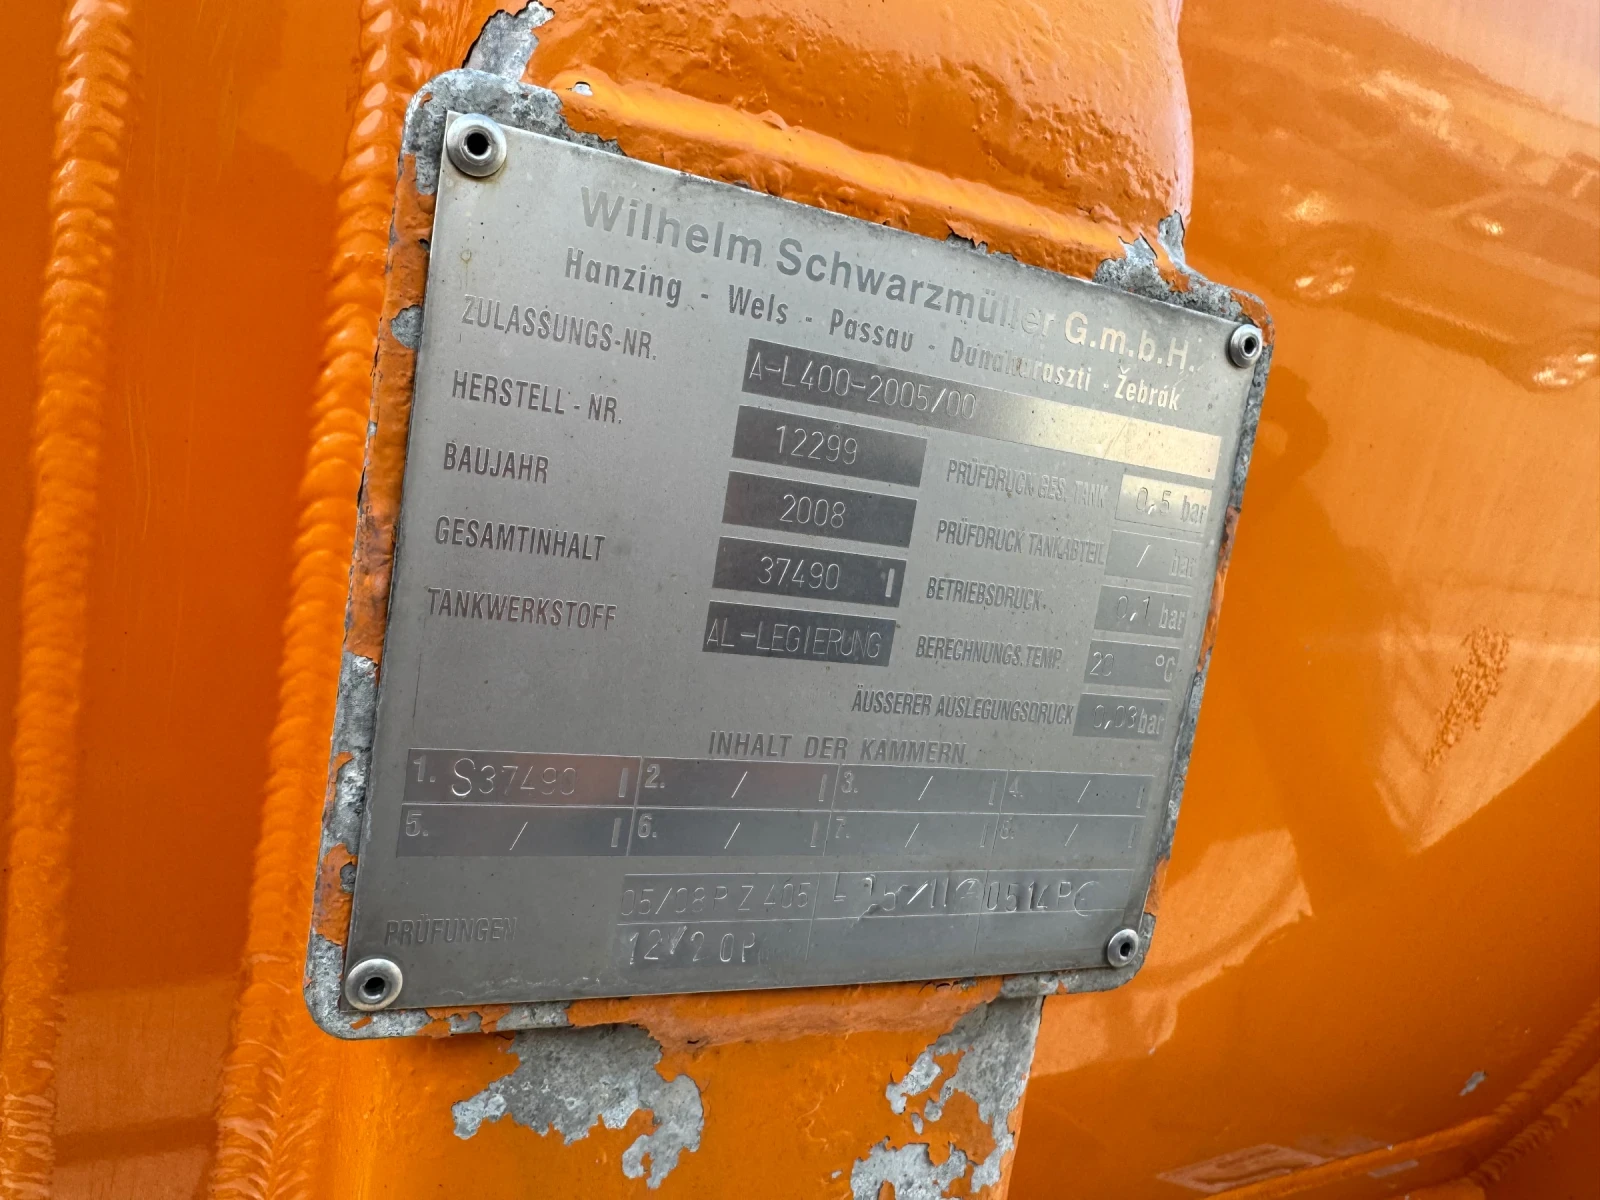 Wilhelm Schwarzmüller G.m.b.H.
Hanzing - Wels - Passau - Dunaharaszti - Žebrák
ZULASSUNGS-NR. A-L400-2005/00
HERSTELL-NR. 12299 PRÜFDRUCK GES. TANK 0,5 bar
BAUJAHR 2008 PRÜFDRUCK TANKABTEIL / bar
GESAMTINHALT 37490 l BETRIEBSDRUCK 0,1 bar
TANKWERKSTOFF AL-LEGIERUNG BERECHNUNGS.TEMP. 20 °C
ÄUSSERER AUSLEGUNGSDRUCK 0,03 bar
INHALT DER KAMMERN
1. S37490 l 2. / l 3. / l 4. / l
5. / l 6. / l 7. / l 8. / l
PRÜFUNGEN 05/08 P Z 405 0514P
12/20P